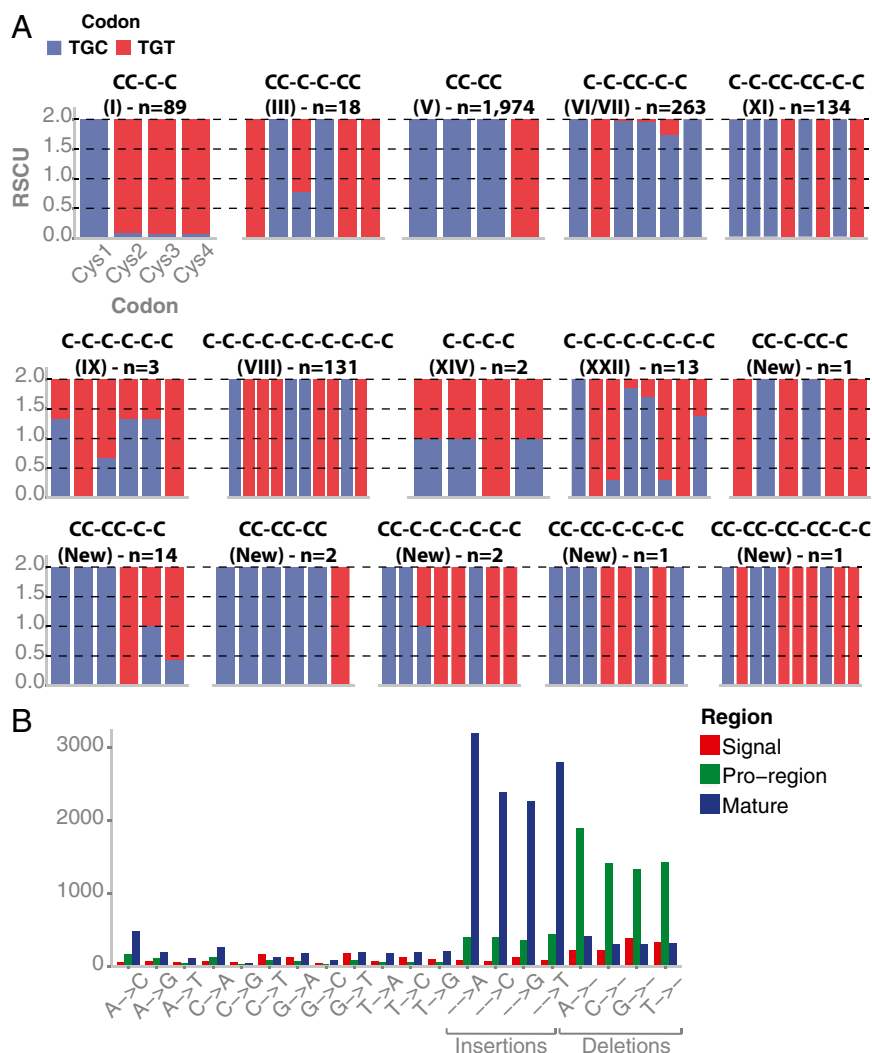 A
Codon
TGC TGT
CC-C-C
(I) - n=89
CC-C-C-CC
(III) - n=18
CC-CC
(V) - n=1,974
C-C-CC-C-C
(VI/VII) - n=263
C-C-CC-CC-C-C
(XI) - n=134
RSCU
2.0
1.5
1.0
0.5
0.0
Cys1 Cys2 Cys3 Cys4
Codon
C-C-C-C-C-C
(IX) - n=3
C-C-C-C-C-C-C-C-C-C
(VIII) - n=131
C-C-C-C
(XIV) - n=2
C-C-C-C-C-C-C-C
(XXII) - n=13
CC-C-CC-C
(New) - n=1
2.0
1.5
1.0
0.5
0.0
CC-CC-C-C
(New) - n=14
CC-CC-CC
(New) - n=2
CC-C-C-C-C-C-C
(New) - n=2
CC-CC-C-C-C-C
(New) - n=1
CC-CC-CC-CC-C-C
(New) - n=1
2.0
1.5
1.0
0.5
0.0
B
Region
Signal
Pro-region
Mature
3000
2000
1000
0
A->C A->G A->T C->A C->G C->T G->A G->C G->T T->A T->C T->G -->A -->C -->G -->T A->- C->- G->- T->-
Insertions Deletions